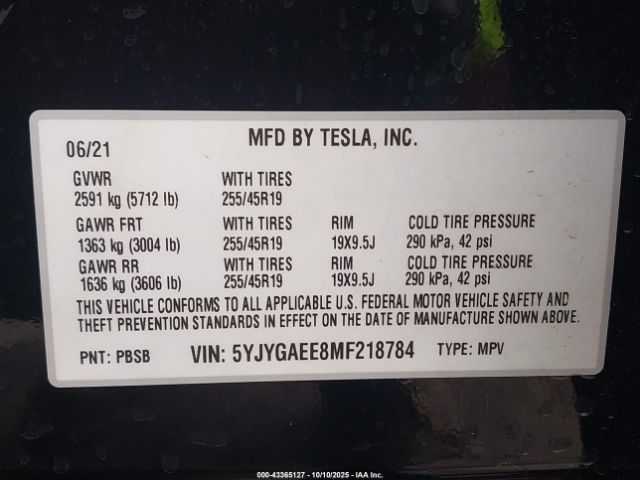 06/21 MFD BY TESLA, INC.
GVWR WITH TIRES
2591 kg (5712 lb) 255/45R19
GAWR FRT WITH TIRES RIM COLD TIRE PRESSURE
1363 kg (3004 lb) 255/45R19 19X9.5J 290 kPa, 42 psi
GAWR RR WITH TIRES RIM COLD TIRE PRESSURE
1636 kg (3606 lb) 255/45R19 19X9.5J 290 kPa, 42 psi
THIS VEHICLE CONFORMS TO ALL APPLICABLE U.S. FEDERAL MOTOR VEHICLE SAFETY AND
THEFT PREVENTION STANDARDS IN EFFECT ON THE DATE OF MANUFACTURE SHOWN ABOVE.
PNT: PBSB VIN: 5YJYGAEE8MF218784 TYPE: MPV
000-43365127 - 10/10/2025 - IAA Inc.